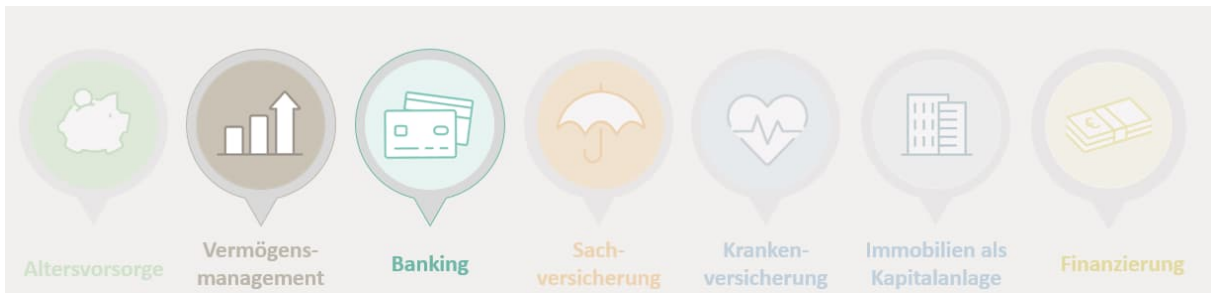 Altersvorsorge
Vermögens-
management
Banking
Sach-
versicherung
Kranken-
versicherung
Immobilien als
Kapitalanlage
Finanzierung